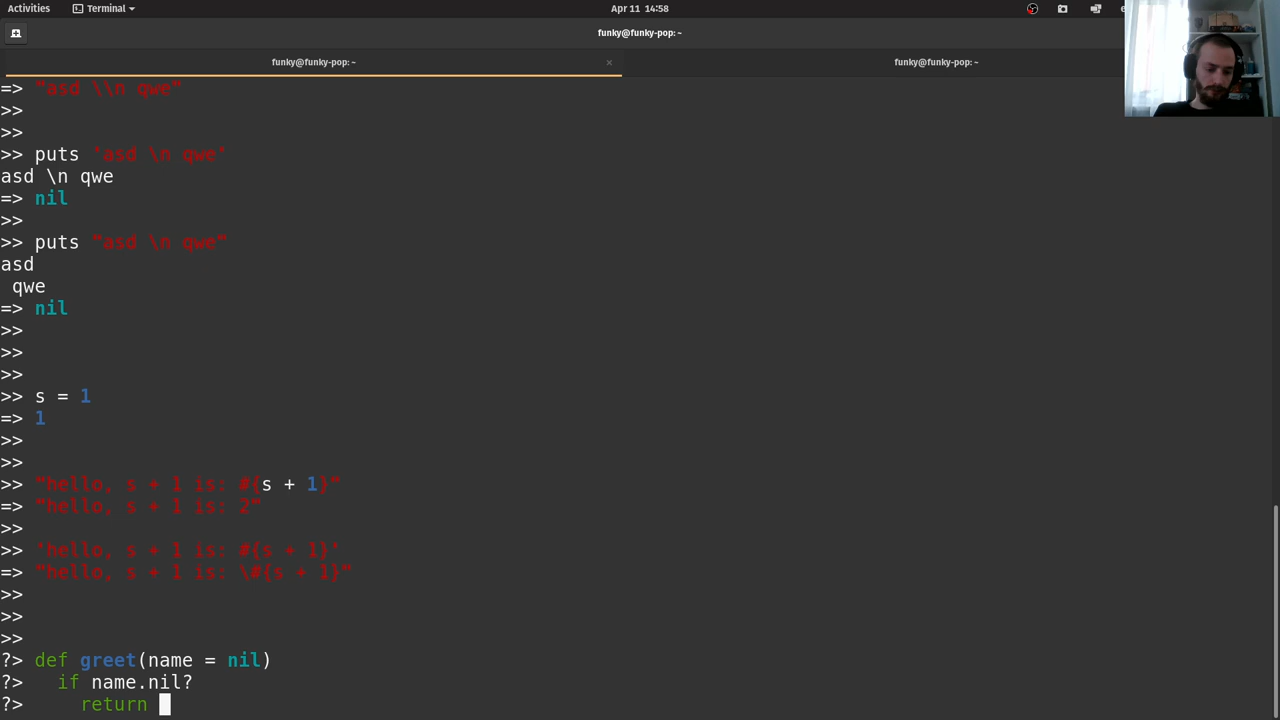 Activities
Terminal
Apr 11 14:58
funky@funky-pop: ~
funky@funky-pop: ~
funky@funky-pop: ~
=> "asd \\n qwe"
>>
>>
>> puts 'asd \n qwe'
asd \n qwe
=> nil
>>
>> puts "asd \n qwe"
asd
 qwe
=> nil
>>
>>
>>
>> s = 1
=> 1
>>
>>
>> "hello, s + 1 is: #{s + 1}"
=> "hello, s + 1 is: 2"
>>
>> 'hello, s + 1 is: #{s + 1}'
=> "hello, s + 1 is: \#{s + 1}"
>>
>>
>>
?> def greet(name = nil)
?>   if name.nil?
?>     return